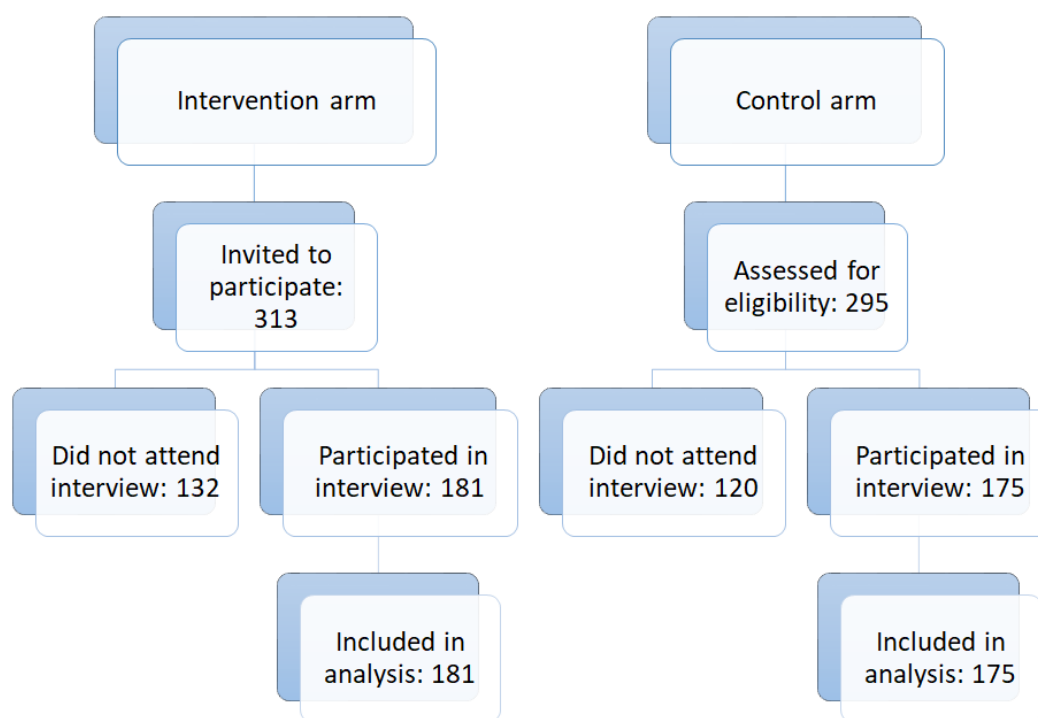 Intervention arm
Control arm
Invited to
participate:
313
Assessed for
eligibility: 295
Did not attend
interview: 132
Participated in
interview: 181
Did not attend
interview: 120
Participated in
interview: 175
Included in
analysis: 181
Included in
analysis: 175